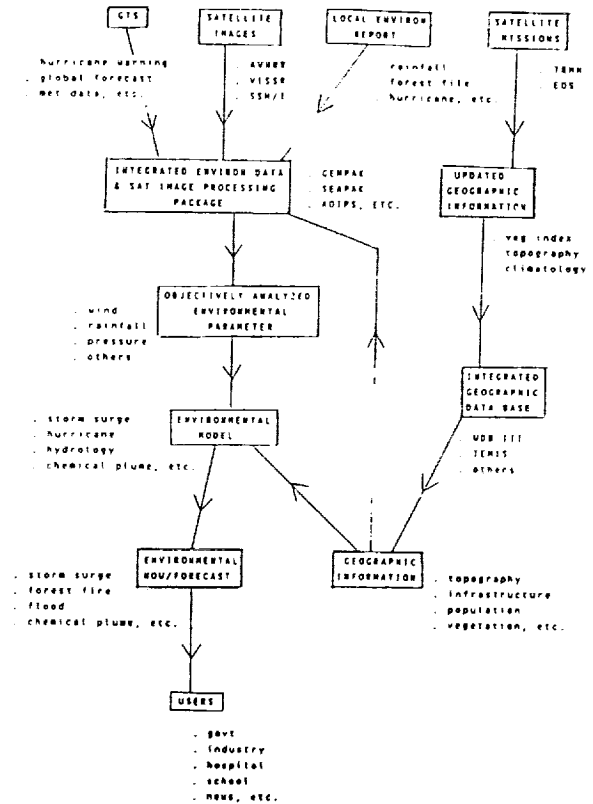 GTS
SATELLITE
IMAGES
LOCAL ENVIRON
REPORT
SATELLITE
MISSIONS
hurricane warning
. global forecast
. met data, etc.
. AVHRR
. VISSR
. SSM/I
. rainfall
. forest file
. hurricane, etc.
. TRMM
. EOS
INTEGRATED ENVIRON DATA
& SAT IMAGE PROCESSING
PACKAGE
. GEMPAK
. SEAPAK
. AOIPS, ETC.
UPDATED
GEOGRAPHIC
INFORMATION
. veg index
topography
climatology
OBJECTIVELY ANALYZED
ENVIRONMENTAL
PARAMETER
. wind
. rainfall
. pressure
. others
INTEGRATED
GEOGRAPHIC
DATA BASE
. WDB III
. TEMIS
. others
ENVIRONMENTAL
MODEL
. storm surge
. hurricane
. hydrology
. chemical plume, etc.
ENVIRONMENTAL
NOW/FORECAST
. storm surge
. forest fire
. flood
. chemical plume, etc.
GEOGRAPHIC
INFORMATION
. topography
. infrastructure
. population
. vegetation, etc.
USERS
. govt
. industry
. hospital
. school
. news, etc.